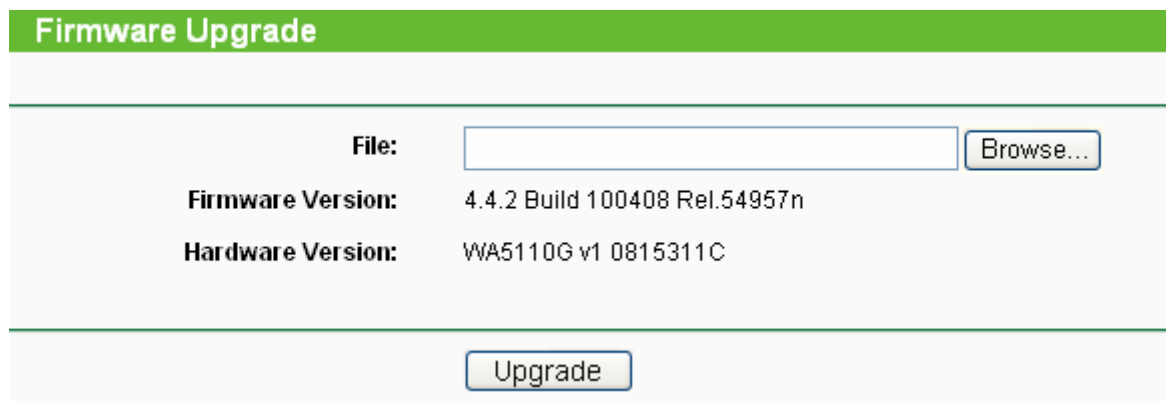 Firmware Upgrade
File:
Browse...
Firmware Version: 4.4.2 Build 100408 Rel.54957n
Hardware Version: WA5110G v1 0815311C
Upgrade